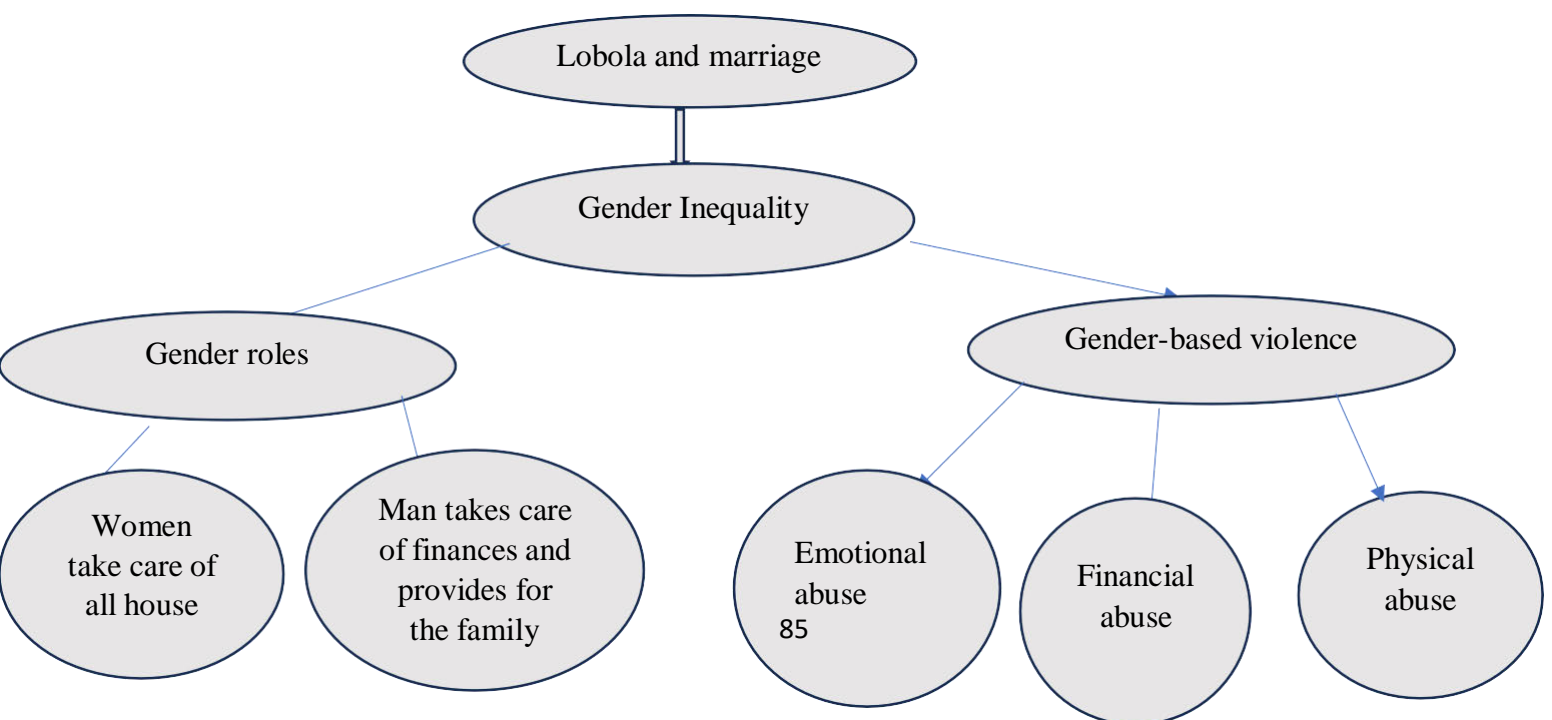 Lobola and marriage
Gender Inequality
Gender roles
Gender-based violence
Women
take care of
all house
Man takes care
of finances and
provides for
the family
Emotional
abuse
85
Financial
abuse
Physical
abuse